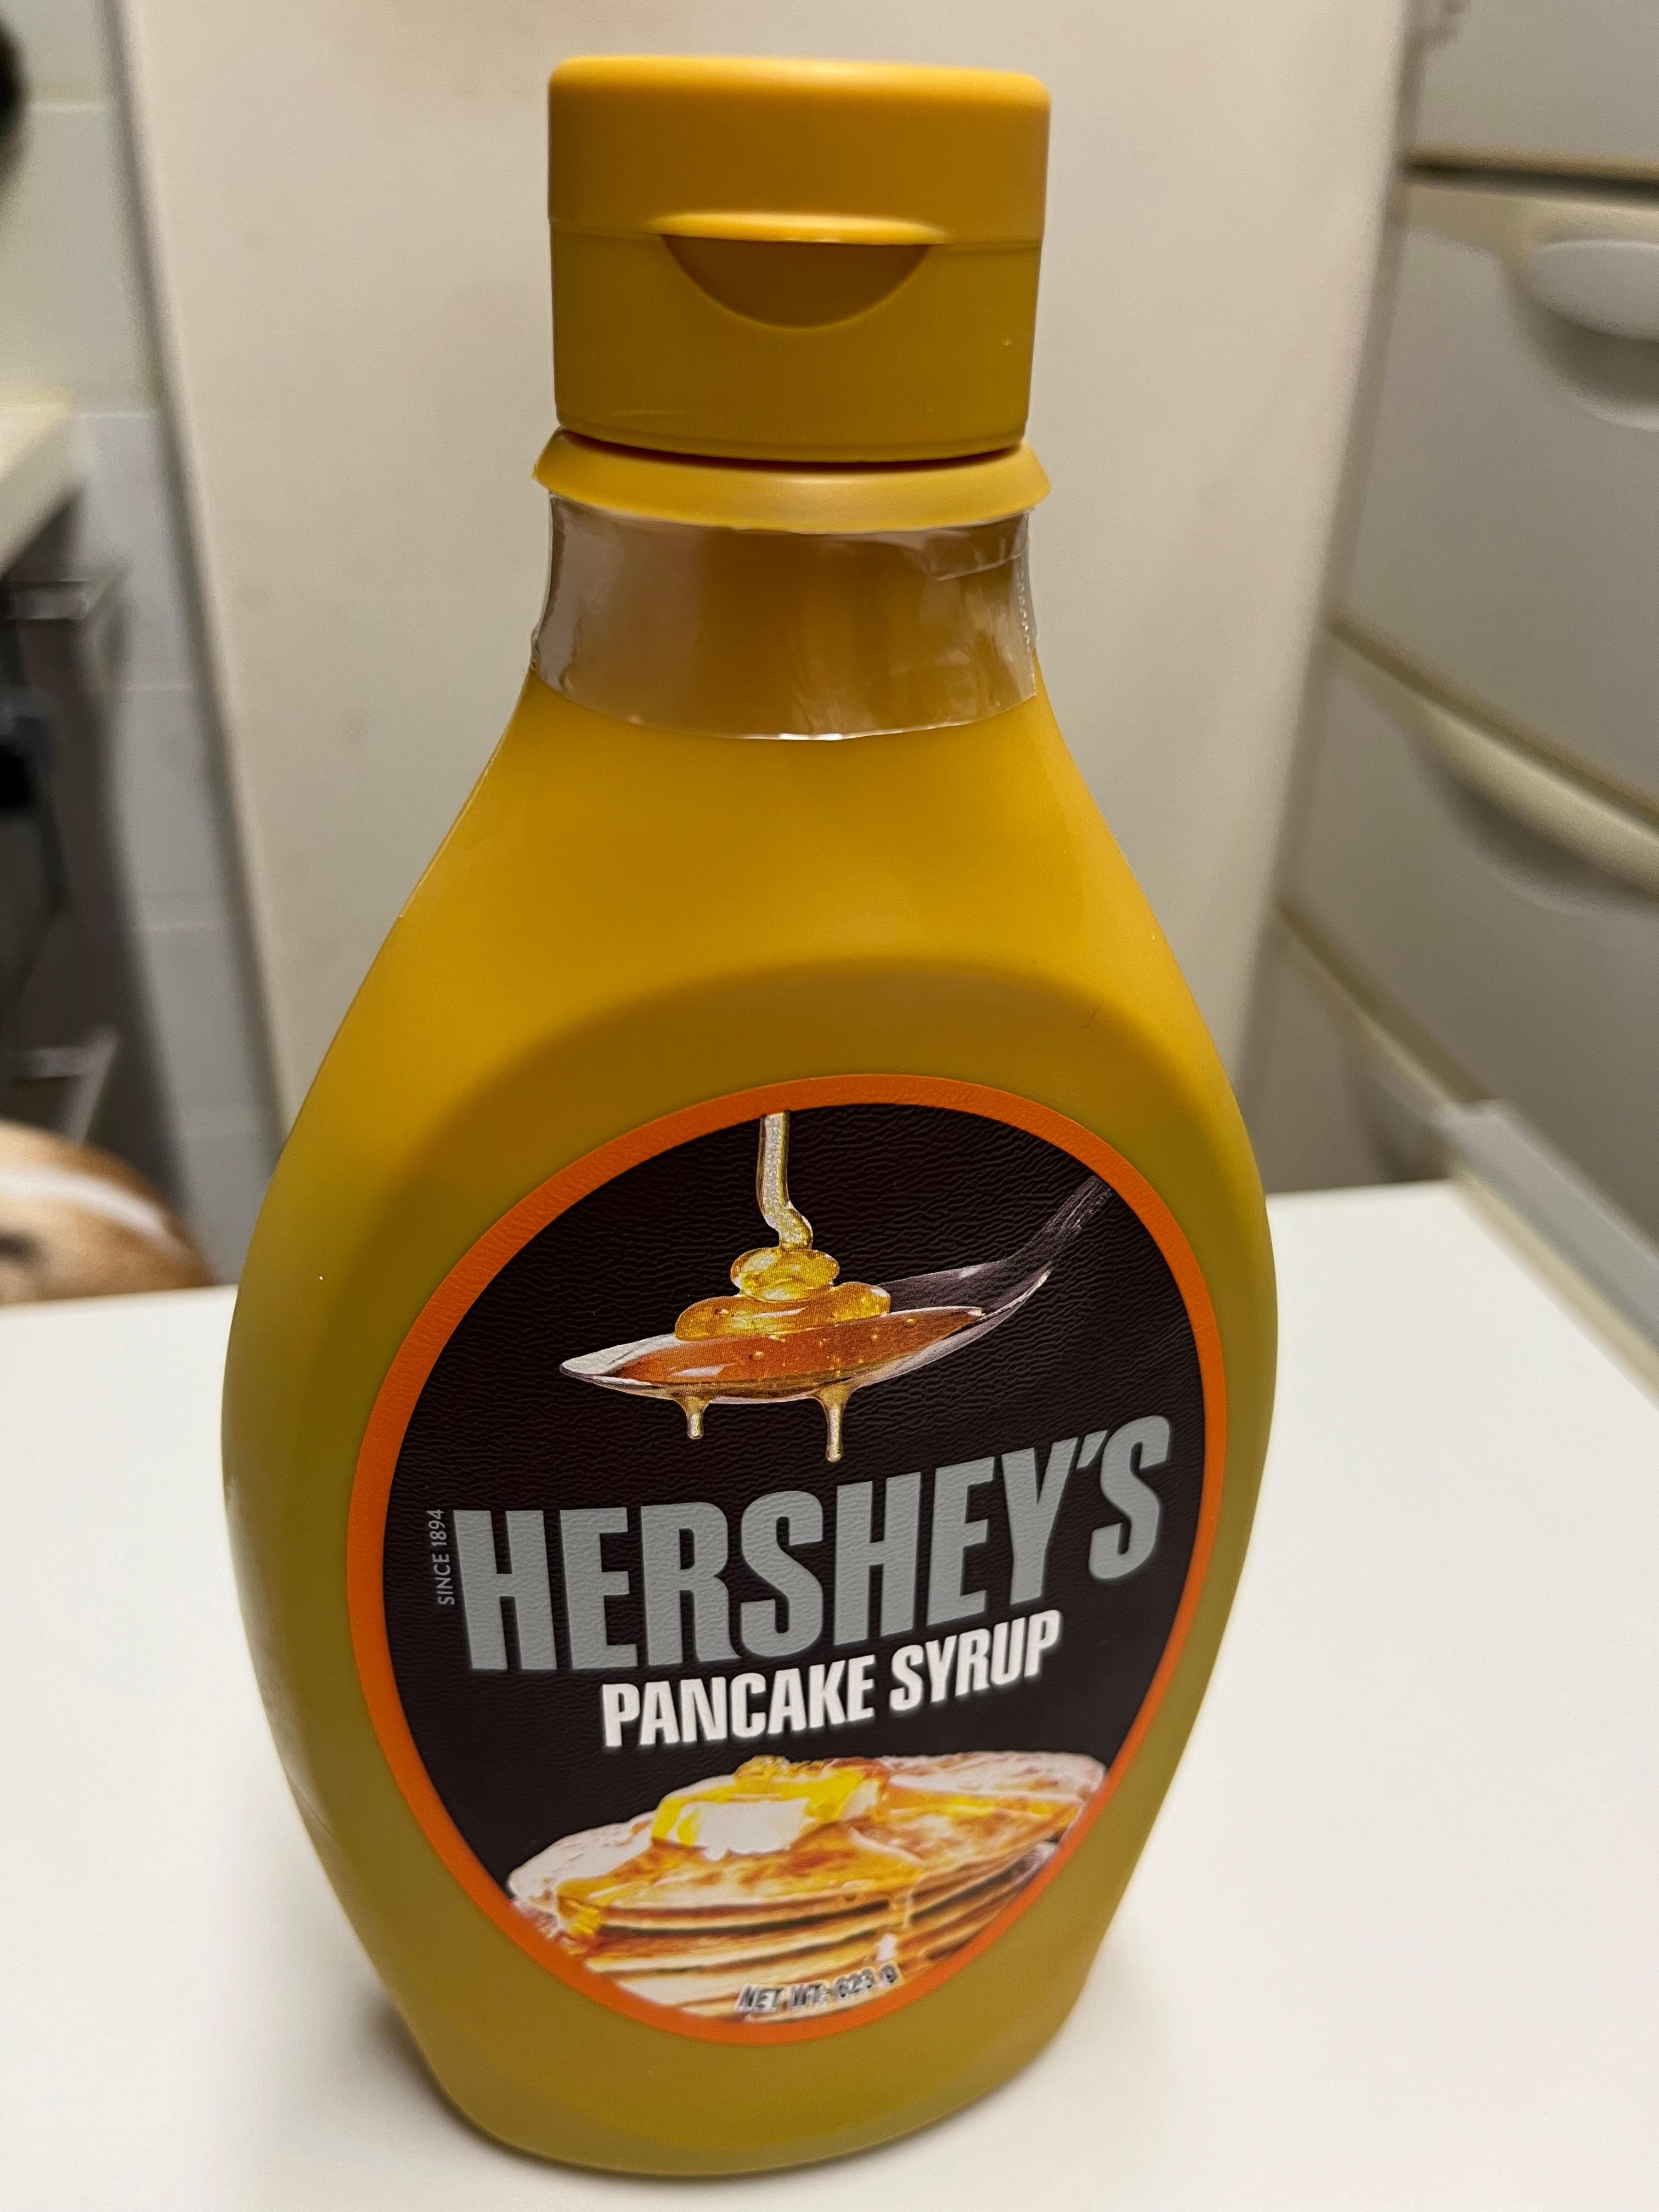 SINCE 1894
HERSHEY'S
PANCAKE SYRUP
NET WT: 623 g